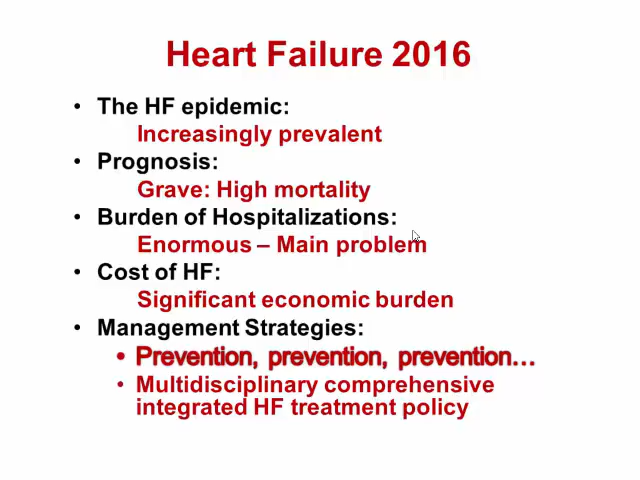 Heart Failure 2016
• The HF epidemic:
Increasingly prevalent
• Prognosis:
Grave: High mortality
• Burden of Hospitalizations:
Enormous – Main problem
• Cost of HF:
Significant economic burden
• Management Strategies:
• Prevention, prevention, prevention...
• Multidisciplinary comprehensive
integrated HF treatment policy